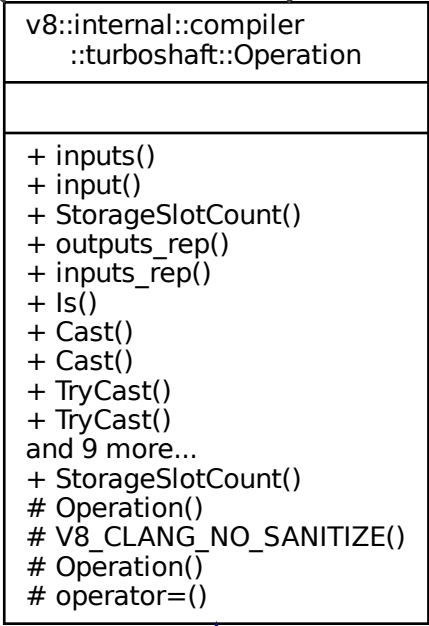 v8::internal::compiler
::turboshaft::Operation
+ inputs()
+ input()
+ StorageSlotCount()
+ outputs_rep()
+ inputs_rep()
+ Is()
+ Cast()
+ Cast()
+ TryCast()
+ TryCast()
and 9 more...
+ StorageSlotCount()
# Operation()
# V8_CLANG_NO_SANITIZE()
# Operation()
# operator=()